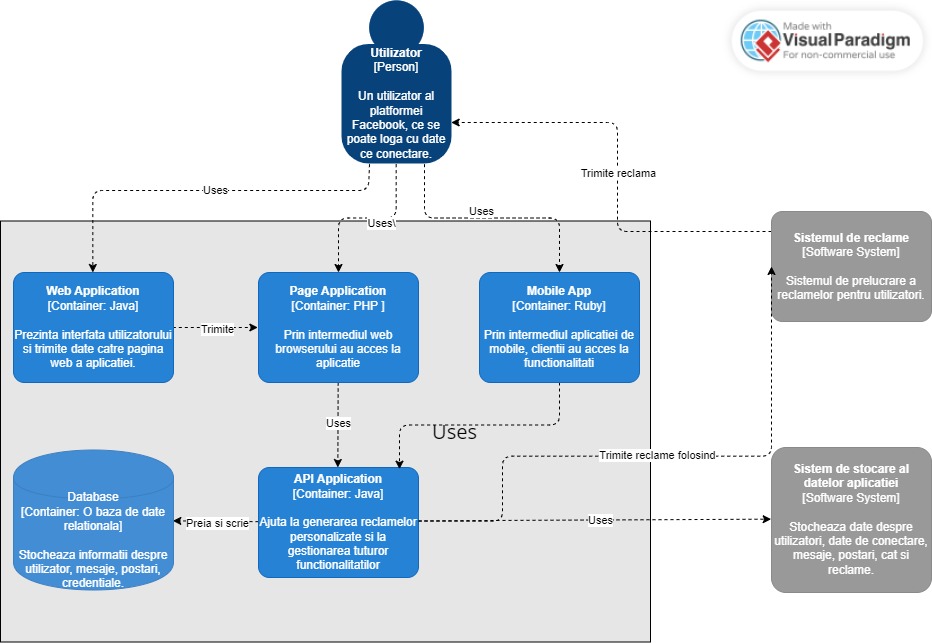 Made with
VisualParadigm
For non-commercial use
Utilizator
[Person]
Un utilizator al
platformei
Facebook, ce se
poate loga cu date
ce conectare.
Trimite reclama
Uses
Uses\
Uses
Sistemul de reclame
[Software System]
Sistemul de prelucrare a
reclamelor pentru utilizatori.
Web Application
[Container: Java]
Prezinta interfata utilizatorului
si trimite date catre pagina
web a aplicatiei.
Trimite
Page Application
[Container: PHP ]
Prin intermediul web
browserului au acces la
aplicatie
Mobile App
[Container: Ruby]
Prin intermediul aplicatiei de
mobile, clientii au acces la
functionalitati
Uses
Uses
Trimite reclame folosind
Database
[Container: O baza de date
relationala]
Stocheaza informatii despre
utilizator, mesaje, postari,
credentiale.
Preia si scrie
API Application
[Container: Java]
Ajuta la generarea reclamelor
personalizate si la
gestionarea tuturor
functionalitatilor
Uses
Sistem de stocare al
datelor aplicatiei
[Software System]
Stocheaza date despre
utilizatori, date de conectare,
mesaje, postari, cat si
reclame.